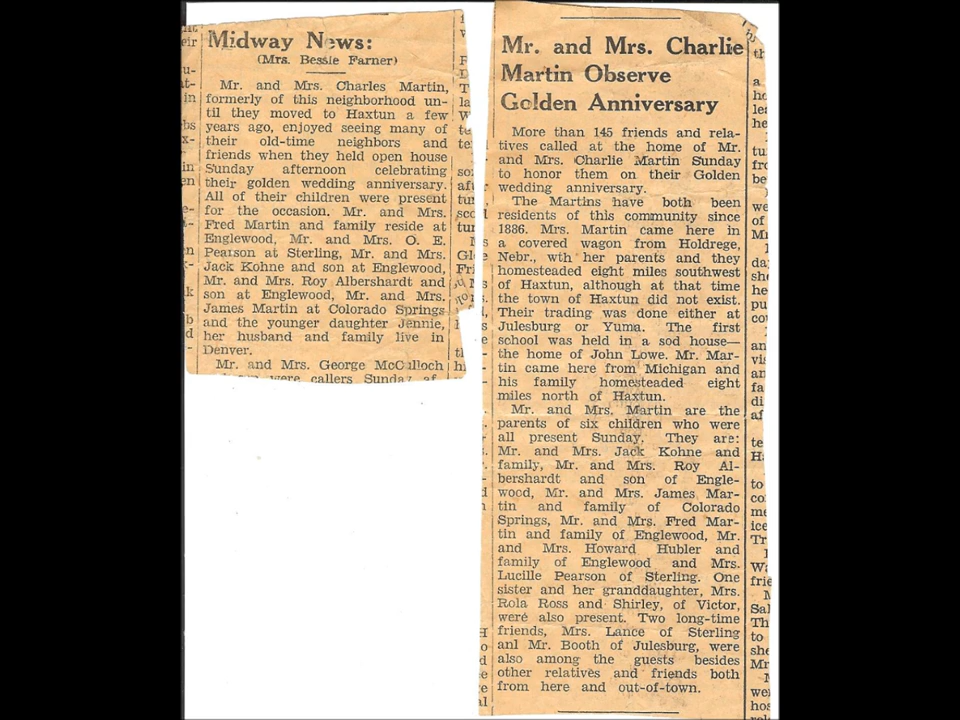 Midway News:
(Mrs. Bessie Farner)
Mr. and Mrs. Charles Martin,
formerly of this neighborhood un-
til they moved to Haxtun a few
years ago, enjoyed seeing many of
their old-time neighbors and
friends when they held open house
Sunday afternoon celebrating
their golden wedding anniversary.
All of their children were present
for the occasion. Mr. and Mrs.
Fred Martin and family reside at
Englewood, Mr. and Mrs. O. E.
Pearson at Sterling, Mr. and Mrs.
Jack Kohne and son at Englewood,
Mr. and Mrs. Roy Albershardt and
son at Englewood, Mr. and Mrs.
James Martin at Colorado Springs
and the younger daughter Jennie,
her husband and family live in
Denver.
Mr. and Mrs. George McCulloch
were callers Sunday af
Mr. and Mrs. Charlie
Martin Observe
Golden Anniversary
More than 145 friends and rela-
tives called at the home of Mr.
and Mrs. Charlie Martin Sunday
to honor them on their Golden
wedding anniversary.
The Martins have both been
residents of this community since
1886. Mrs. Martin came here in
a covered wagon from Holdrege,
Nebr., wth her parents and they
homesteaded eight miles southwest
of Haxtun, although at that time
the town of Haxtun did not exist.
Their trading was done either at
Julesburg or Yuma. The first
school was held in a sod house—
the home of John Lowe. Mr. Mar-
tin came here from Michigan and
his family homesteaded eight
miles north of Haxtun.
Mr. and Mrs. Martin are the
parents of six children who were
all present Sunday. They are:
Mr. and Mrs. Jack Kohne and
family, Mr. and Mrs. Roy Al-
bershardt and son of Engle-
wood, Mr. and Mrs. James Mar-
tin and family of Colorado
Springs, Mr. and Mrs. Fred Mar-
tin and family of Englewood, Mr.
and Mrs. Howard Hubler and
family of Englewood and Mrs.
Lucille Pearson of Sterling. One
sister and her granddaughter, Mrs.
Rola Ross and Shirley, of Victor,
were also present. Two long-time
friends, Mrs. Lance of Sterling
anl Mr. Booth of Julesburg, were
also among the guests besides
other relatives and friends both
from here and out-of-town.